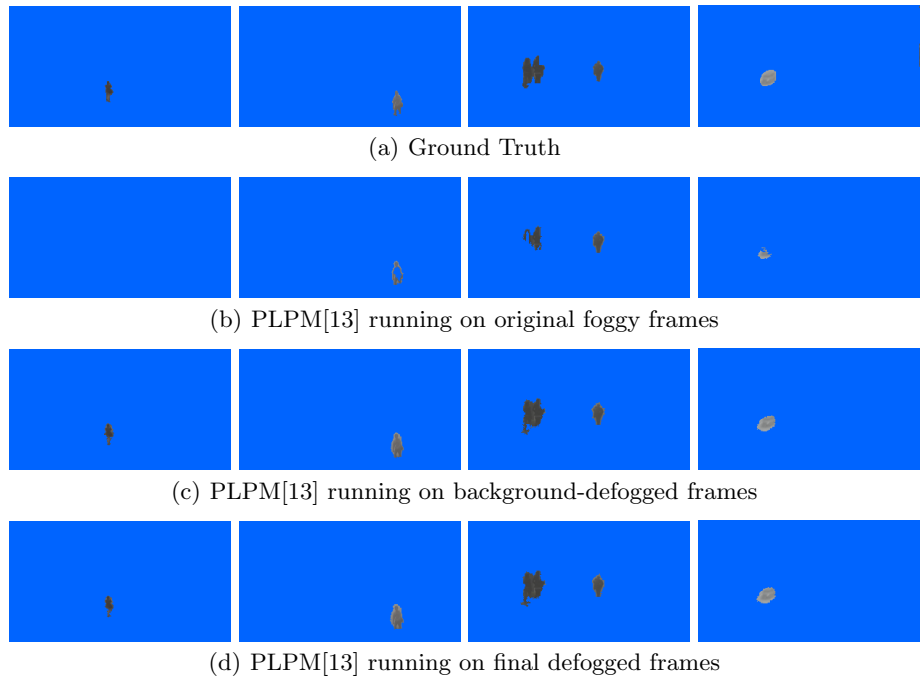 (a) Ground Truth
(b) PLPM[13] running on original foggy frames
(c) PLPM[13] running on background-defogged frames
(d) PLPM[13] running on final defogged frames